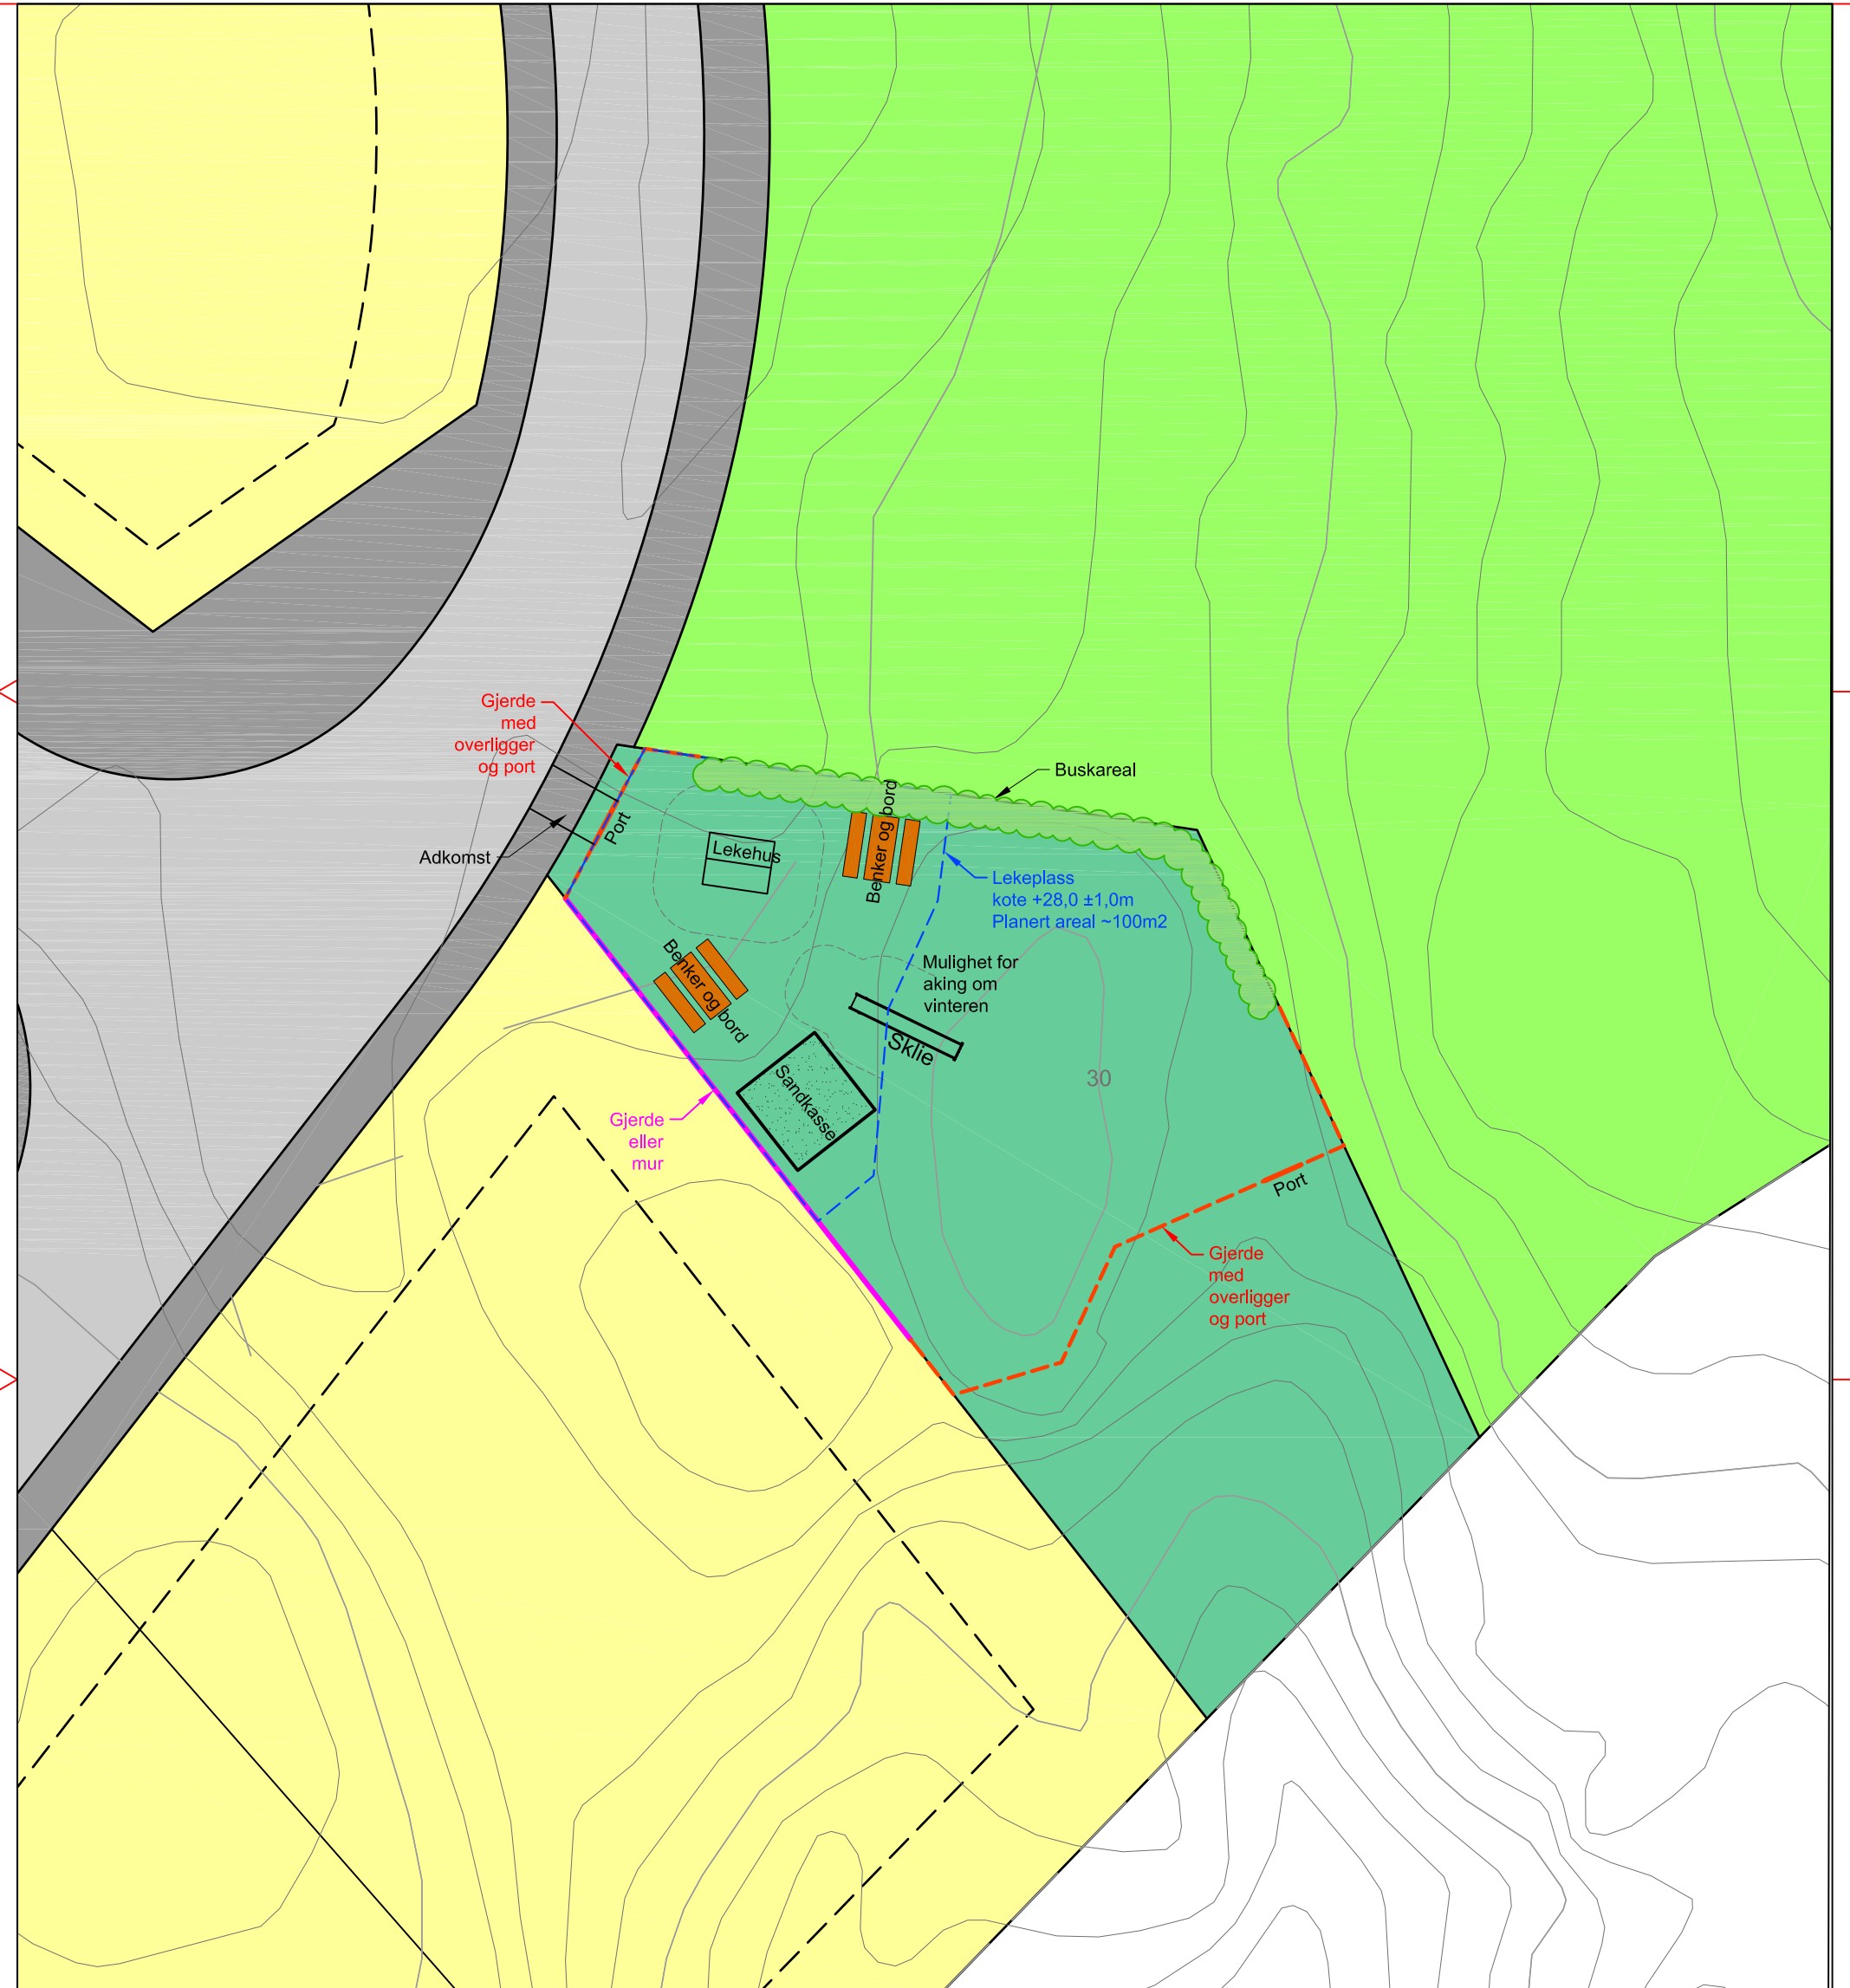 Gjerde
med
overligger
og port
Buskareal
Port
Adkomst
Lekehus
Benker og bord
Lekeplass
kote +28,0 ±1,0m
Planert areal ~100m2
Benker og bord
Mulighet for
aking om
vinteren
Sklie
Sandkasse
30
Gjerde
eller
mur
Port
Gjerde
med
overligger
og port